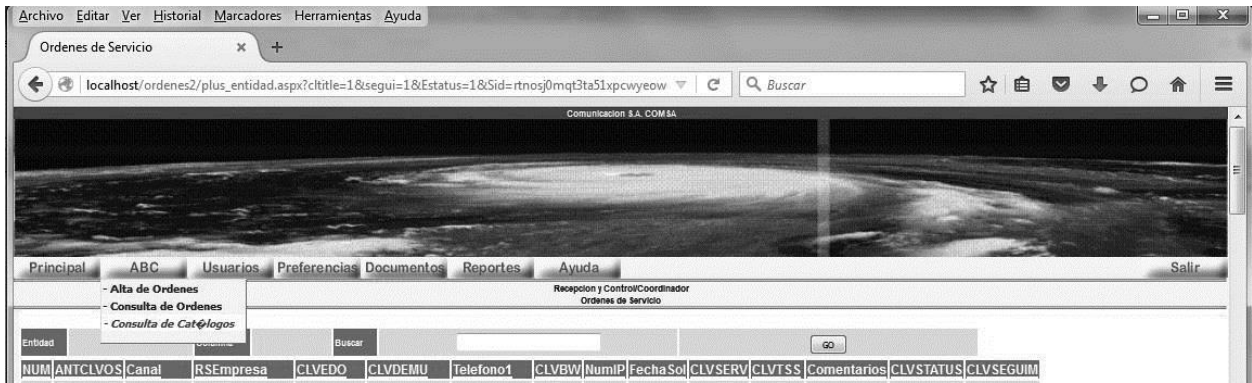 Archivo Editar Ver Historial Marcadores Herramientas Ayuda
Ordenes de Servicio × +
localhost/ordenes2/plus_entidad.aspx?cltitle=1&segui=1&Estatus=1&Sid=rtnosj0mqt3ta51xpcwyeow Buscar
Comunicacion S.A. COMSA
Principal ABC Usuarios Preferencias Documentos Reportes Ayuda Salir
- Alta de Ordenes
- Consulta de Ordenes
- Consulta de Cat�logos
Recepcion y Control/Coordinador
Ordenes de Servicio
Entidad Buscar GO
NUM ANTCLVOS Canal RSEmpresa CLVEDO CLVDEMU Telefono1 CLVBW NumIP FechaSol CLVSERV CLVTSS Comentarios CLVSTATUS CLVSEGUIM